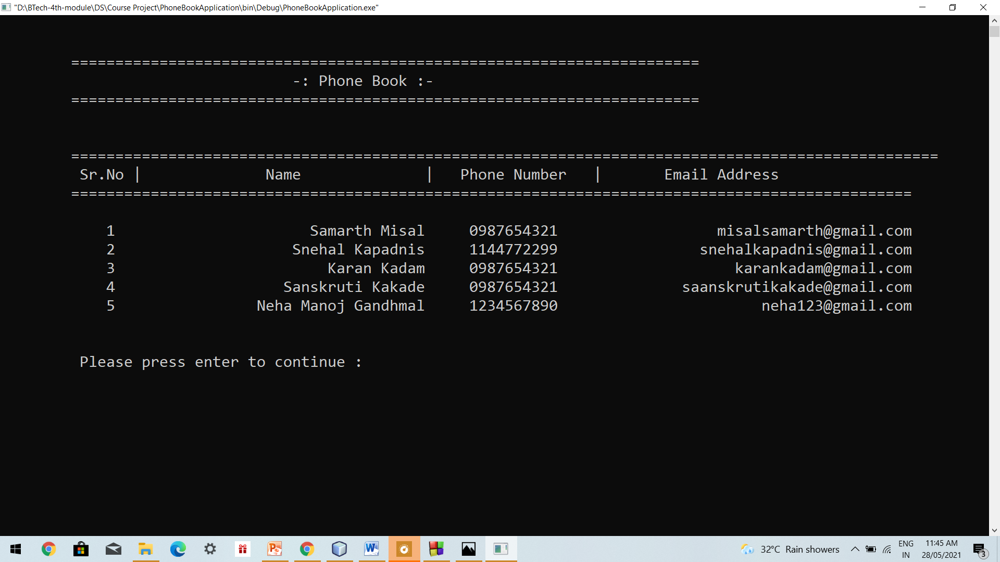 "D:\BTech-4th-module\DS\Course Project\PhoneBookApplication\bin\Debug\PhoneBookApplication.exe"
=======================================================================
-: Phone Book :-
=======================================================================
==================================================================================================
Sr.No | Name | Phone Number | Email Address
===============================================================================================
1 Samarth Misal 0987654321 misalsamarth@gmail.com
2 Snehal Kapadnis 1144772299 snehalkapadnis@gmail.com
3 Karan Kadam 0987654321 karankadam@gmail.com
4 Sanskruti Kakade 0987654321 saanskrutikakade@gmail.com
5 Neha Manoj Gandhmal 1234567890 neha123@gmail.com
Please press enter to continue :
32°C Rain showers
ENG
IN
11:45 AM
28/05/2021
3